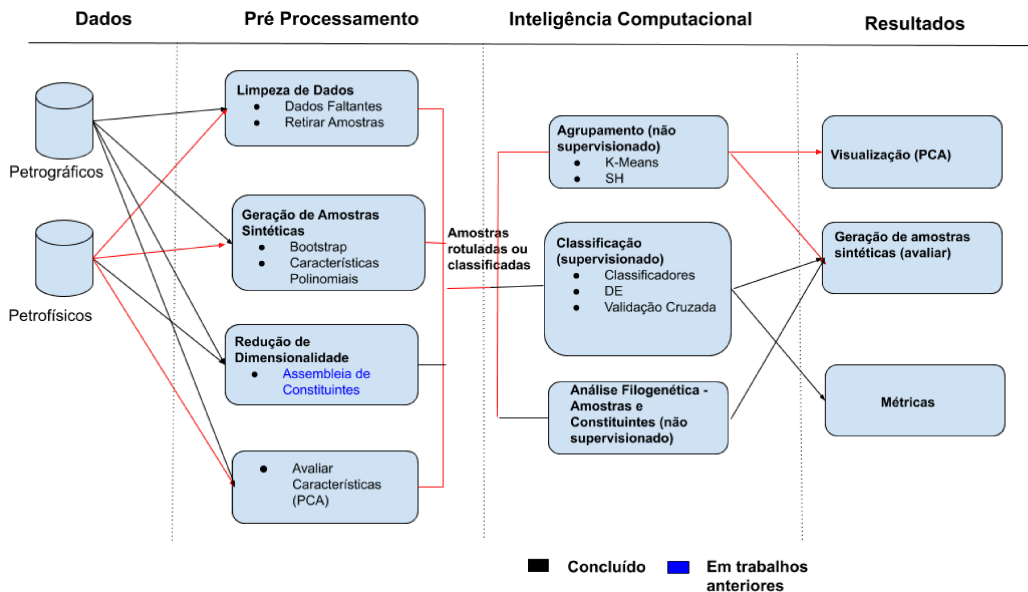 Dados
Pré Processamento
Inteligência Computacional
Resultados
Petrográficos
Petrofísicos
Limpeza de Dados
● Dados Faltantes
● Retirar Amostras
Geração de Amostras
Sintéticas
● Bootstrap
● Características
Polinomiais
Redução de
Dimensionalidade
● Assembleia de
Constituintes
● Avaliar
Características
(PCA)
Amostras
rotuladas ou
classificadas
Agrupamento (não
supervisionado)
● K-Means
● SH
Classificação
(supervisionado)
● Classificadores
● DE
● Validação Cruzada
Análise Filogenética -
Amostras e
Constituintes (não
supervisionado)
Visualização (PCA)
Geração de amostras
sintéticas (avaliar)
Métricas
Concluído
Em trabalhos
anteriores